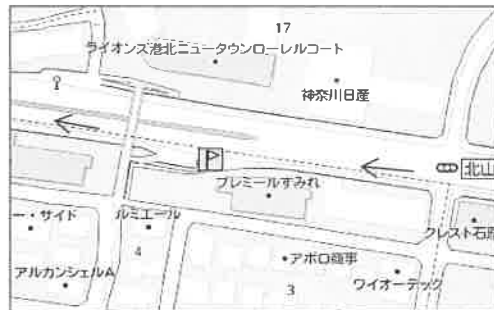 17
ライオンズ港北ニュータウンローレルコート
神奈川日産
P
北山
プレミールすみれ
ー・サイド
ルミエール
クレスト石原
アルカンシェルA
4
アポロ商事
3
ワイオーテック